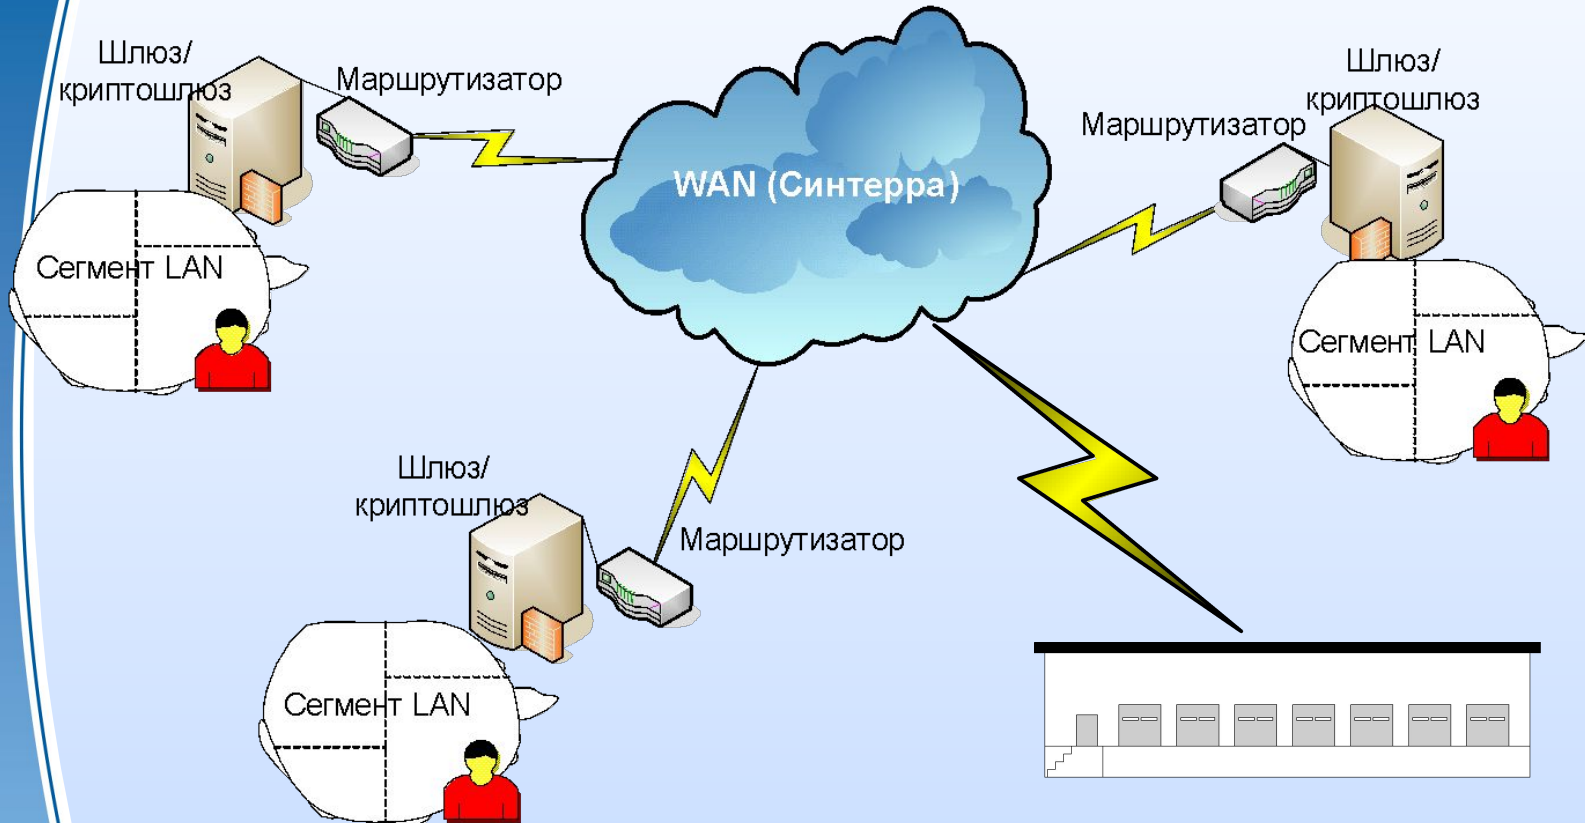 Шлюз/
криптошлюз
Маршрутизатор
Сегмент LAN
WAN (Синтерра)
Шлюз/
криптошлюз
Маршрутизатор
Сегмент LAN
Шлюз/
криптошлюз
Маршрутизатор
Сегмент LAN